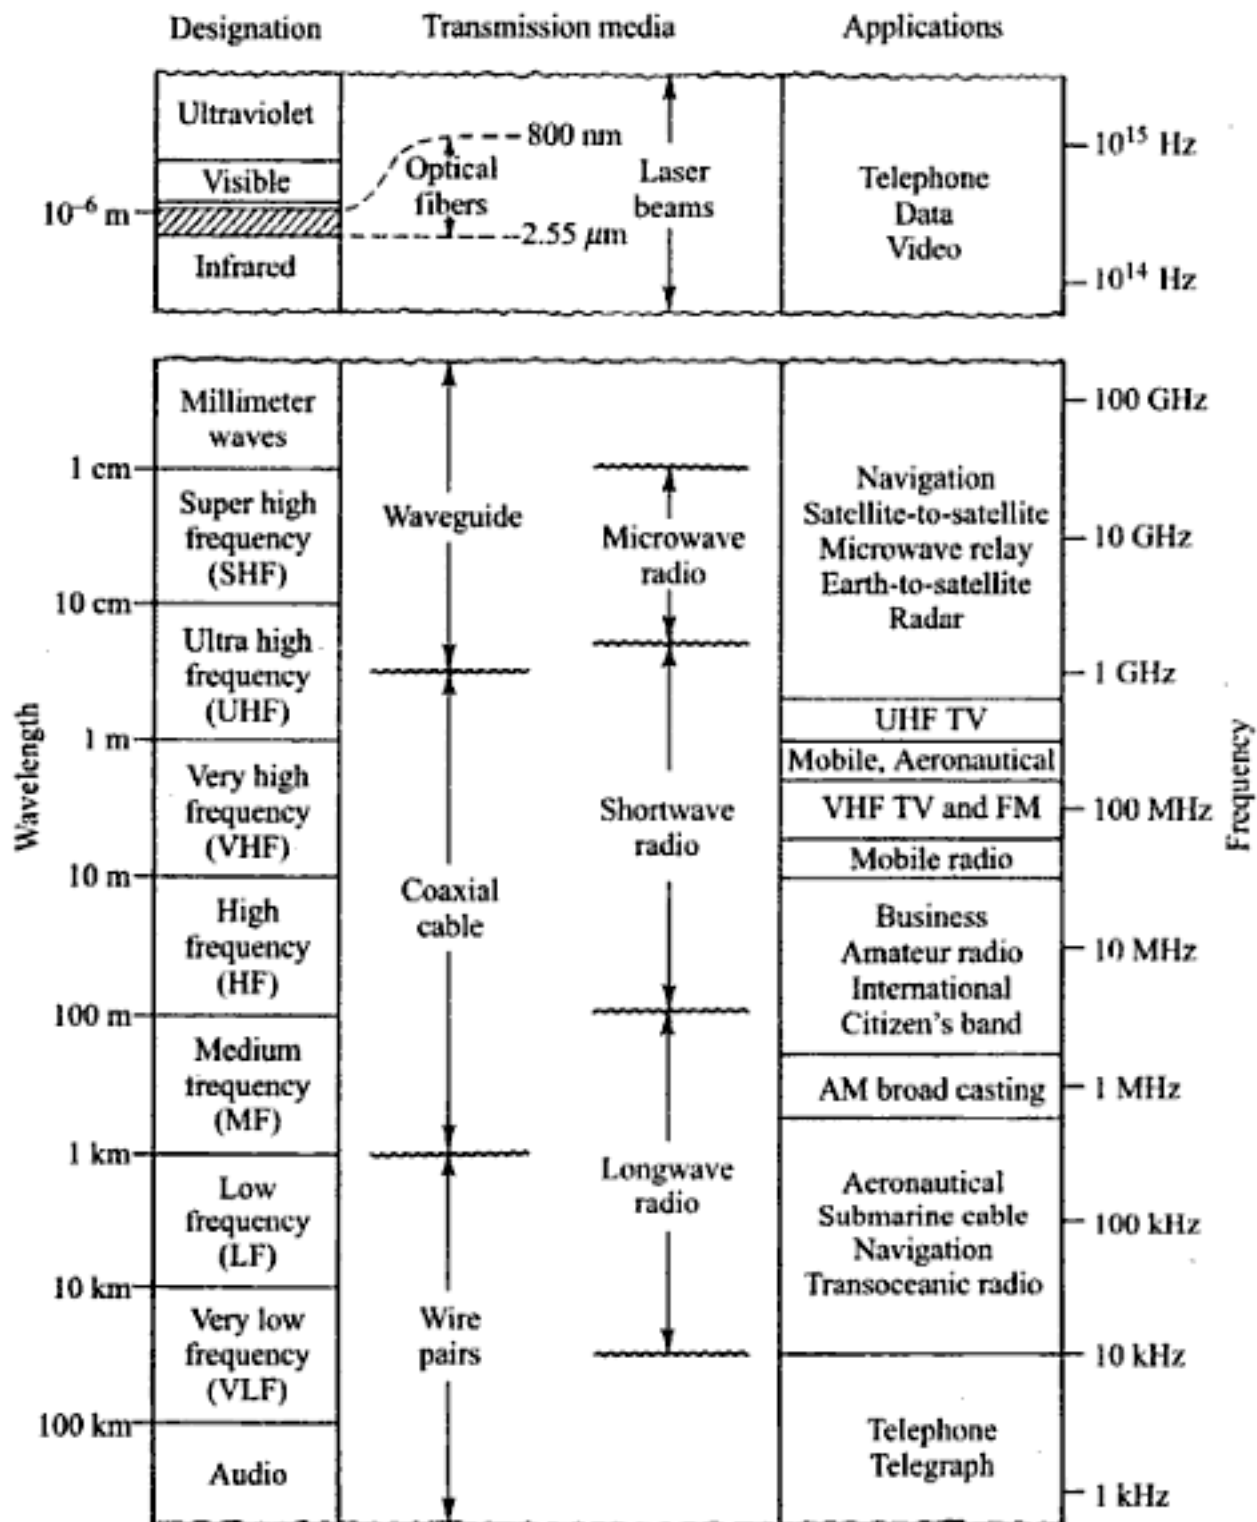 Designation Transmission media Applications
Ultraviolet
Visible
Infrared
10⁻⁶ m
800 nm
Optical
fibers
2.55 μm
Laser
beams
Telephone
Data
Video
10¹⁵ Hz
10¹⁴ Hz
Wavelength
1 cm
10 cm
1 m
10 m
100 m
1 km
10 km
100 km
Millimeter
waves
Super high
frequency
(SHF)
Ultra high
frequency
(UHF)
Very high
frequency
(VHF)
High
frequency
(HF)
Medium
frequency
(MF)
Low
frequency
(LF)
Very low
frequency
(VLF)
Audio
Waveguide
Coaxial
cable
Wire
pairs
Microwave
radio
Shortwave
radio
Longwave
radio
Navigation
Satellite-to-satellite
Microwave relay
Earth-to-satellite
Radar
UHF TV
Mobile, Aeronautical
VHF TV and FM
Mobile radio
Business
Amateur radio
International
Citizen's band
AM broad casting
Aeronautical
Submarine cable
Navigation
Transoceanic radio
Telephone
Telegraph
100 GHz
10 GHz
1 GHz
100 MHz
10 MHz
1 MHz
100 kHz
10 kHz
1 kHz
Frequency